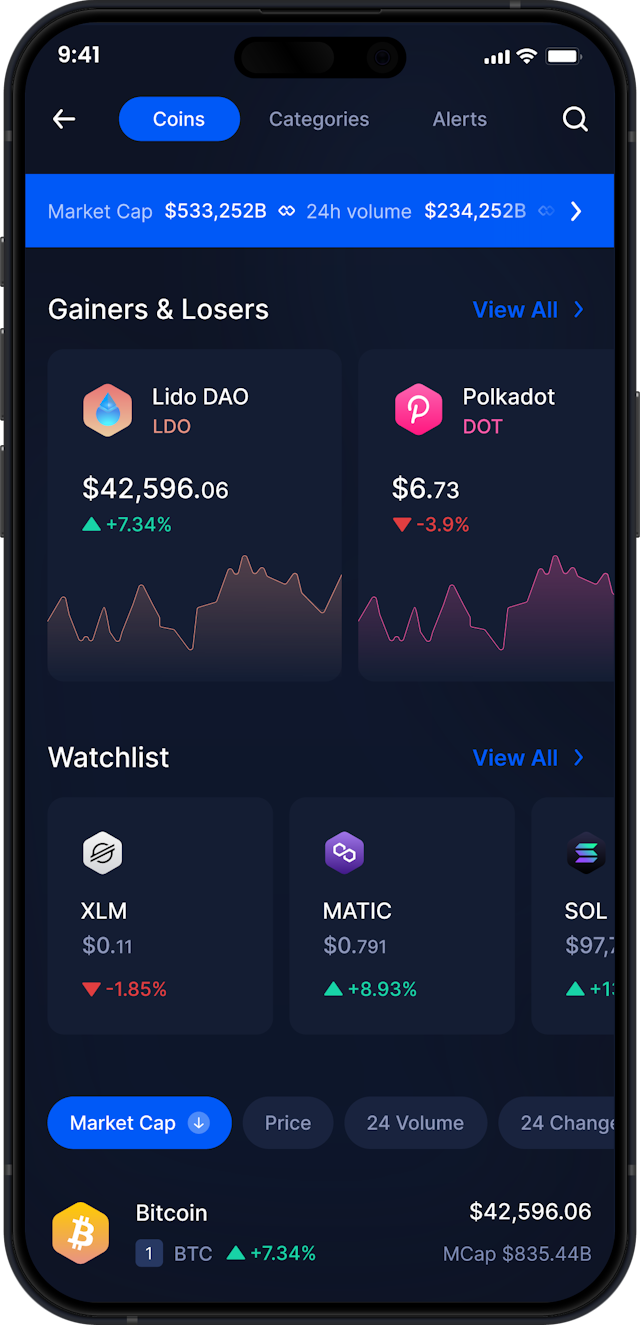 9:41
Coins Categories Alerts
Market Cap $533,252B 24h volume $234,252B
Gainers & Losers View All
Lido DAO
LDO
$42,596.06
+7.34%
Polkadot
DOT
$6.73
-3.9%
Watchlist View All
XLM
$0.11
-1.85%
MATIC
$0.791
+8.93%
SOL
$97,7
+13
Market Cap Price 24 Volume 24 Change
Bitcoin $42,596.06
1 BTC +7.34% MCap $835.44B